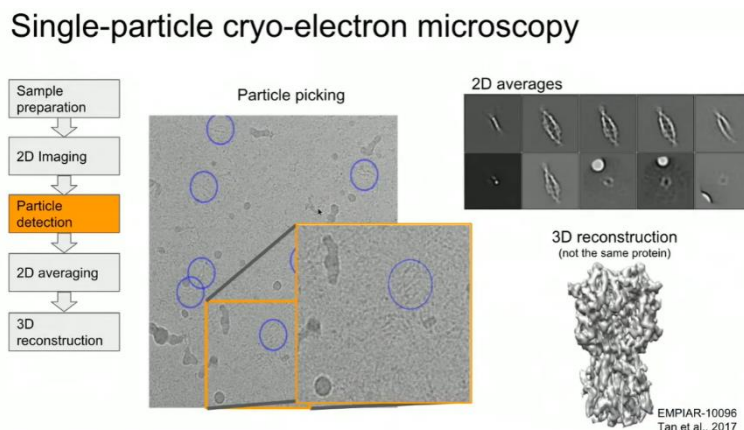 Single-particle cryo-electron microscopy
Sample
preparation
2D Imaging
Particle
detection
2D averaging
3D
reconstruction
Particle picking
2D averages
3D reconstruction
(not the same protein)
EMPIAR-10096
Tan et al., 2017